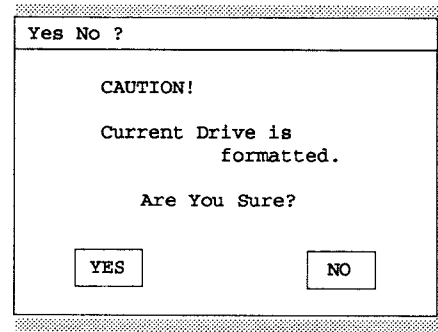 Yes No ?
CAUTION!
Current Drive is
formatted.
Are You Sure?
YES NO